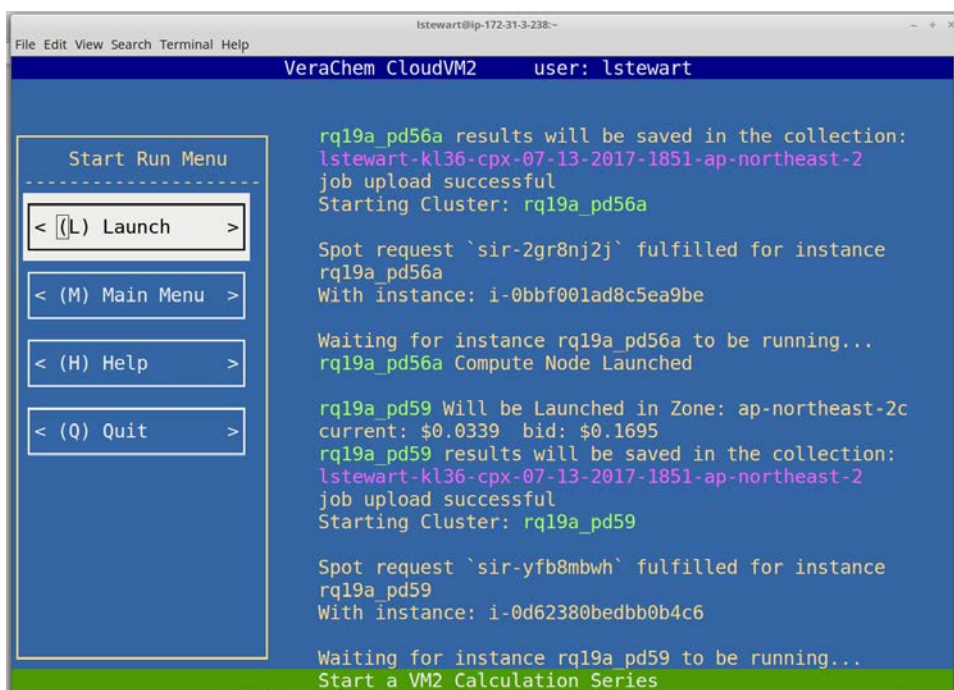 lstewart@ip-172-31-3-238:~
File Edit View Search Terminal Help
VeraChem CloudVM2 user: lstewart
Start Run Menu
---------------------
< (L) Launch >
< (M) Main Menu >
< (H) Help >
< (Q) Quit >
rq19a_pd56a results will be saved in the collection:
lstewart-kl36-cpx-07-13-2017-1851-ap-northeast-2
job upload successful
Starting Cluster: rq19a_pd56a
Spot request `sir-2gr8nj2j` fulfilled for instance
rq19a_pd56a
With instance: i-0bbf001ad8c5ea9be
Waiting for instance rq19a_pd56a to be running...
rq19a_pd56a Compute Node Launched
rq19a_pd59 Will be Launched in Zone: ap-northeast-2c
current: $0.0339 bid: $0.1695
rq19a_pd59 results will be saved in the collection:
lstewart-kl36-cpx-07-13-2017-1851-ap-northeast-2
job upload successful
Starting Cluster: rq19a_pd59
Spot request `sir-yfb8mbwh` fulfilled for instance
rq19a_pd59
With instance: i-0d62380bedbb0b4c6
Waiting for instance rq19a_pd59 to be running...
Start a VM2 Calculation Series